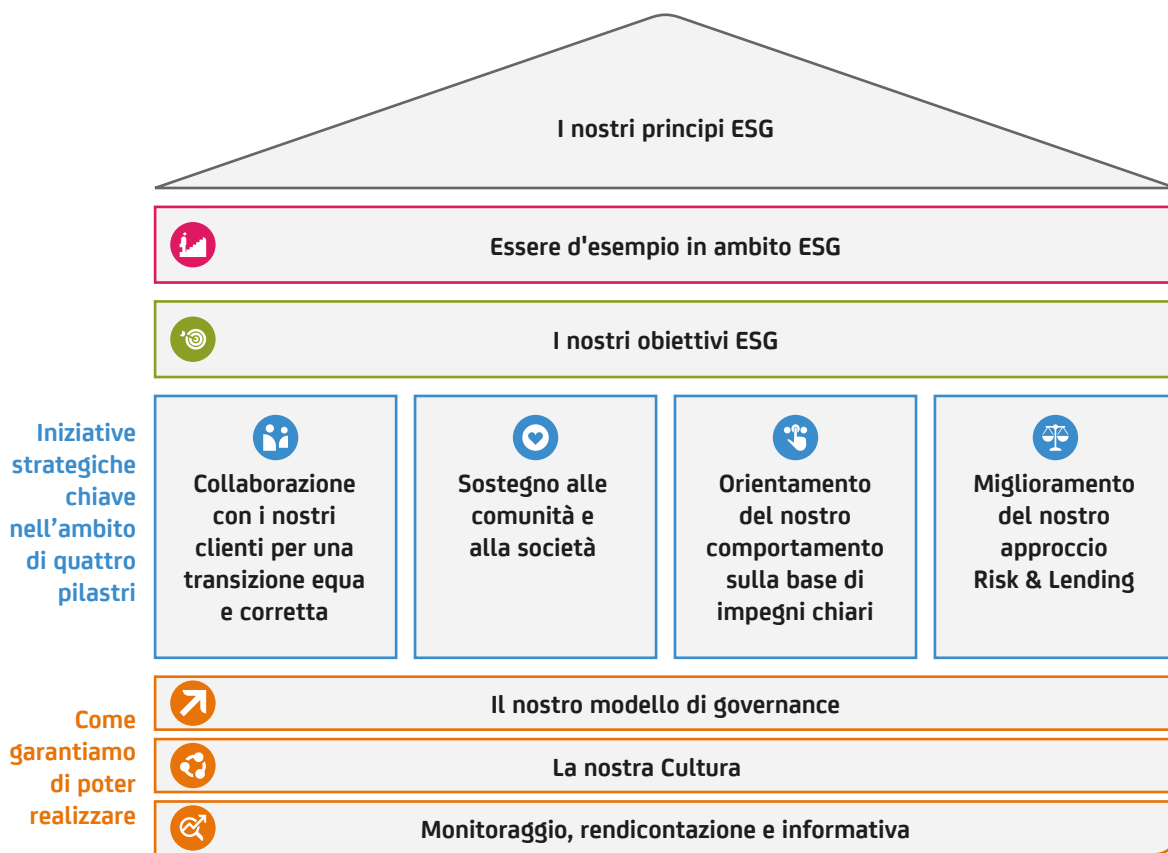 I nostri principi ESG
Essere d'esempio in ambito ESG
I nostri obiettivi ESG
Iniziative
strategiche
chiave
nell’ambito
di quattro
pilastri
Collaborazione
con i nostri
clienti per una
transizione equa
e corretta
Sostegno alle
comunità e
alla società
Orientamento
del nostro
comportamento
sulla base di
impegni chiari
Miglioramento
del nostro
approccio
Risk & Lending
Come
garantiamo
di poter
realizzare
Il nostro modello di governance
La nostra Cultura
Monitoraggio, rendicontazione e informativa